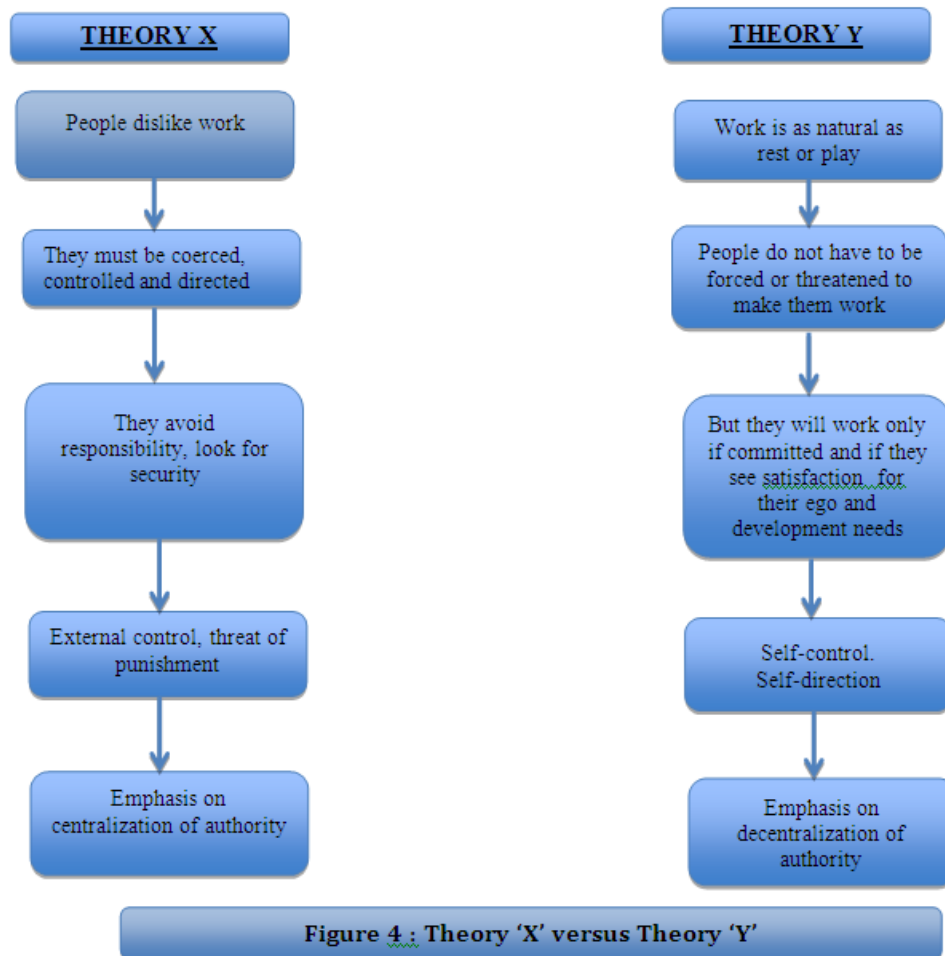 THEORY X
People dislike work
They must be coerced,
controlled and directed
They avoid
responsibility, look for
security
External control, threat of
punishment
Emphasis on
centralization of authority
THEORY Y
Work is as natural as
rest or play
People do not have to be
forced or threatened to
make them work
But they will work only
if committed and if they
see satisfaction for
their ego and
development needs
Self-control.
Self-direction
Emphasis on
decentralization of
authority
Figure 4 : Theory ‘X’ versus Theory ‘Y’